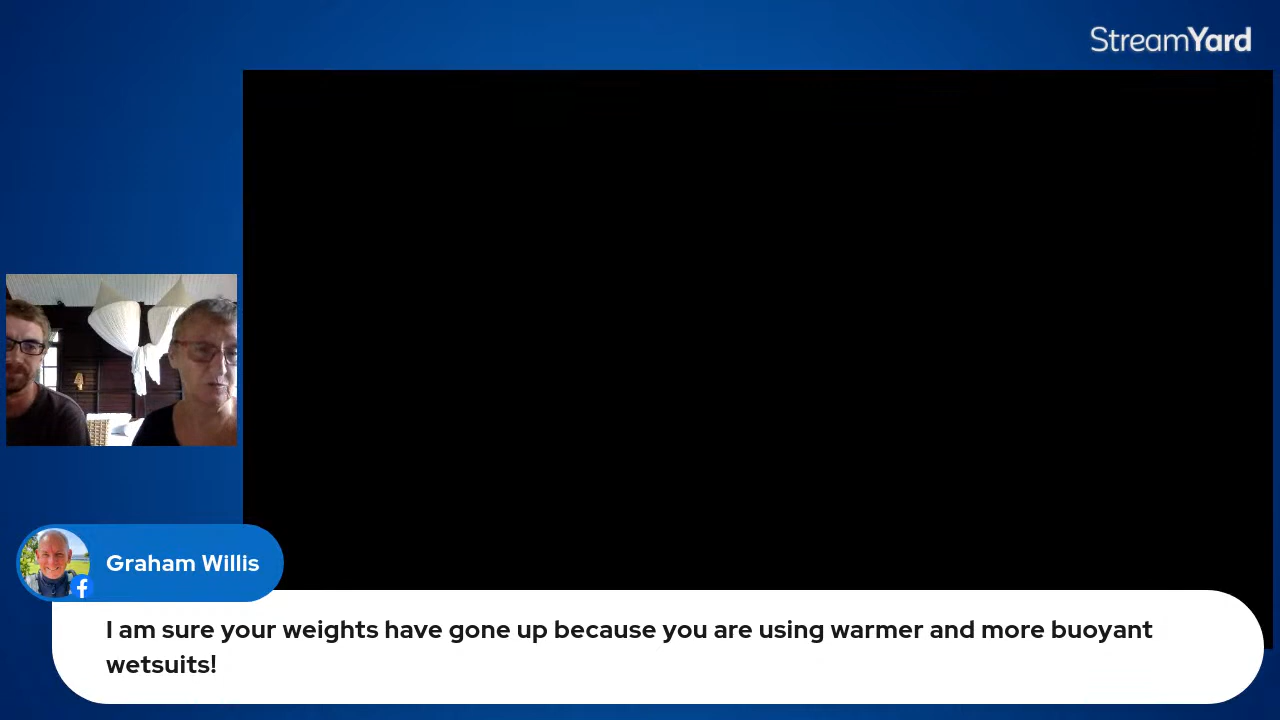 StreamYard
Graham Willis
I am sure your weights have gone up because you are using warmer and more buoyant
wetsuits!